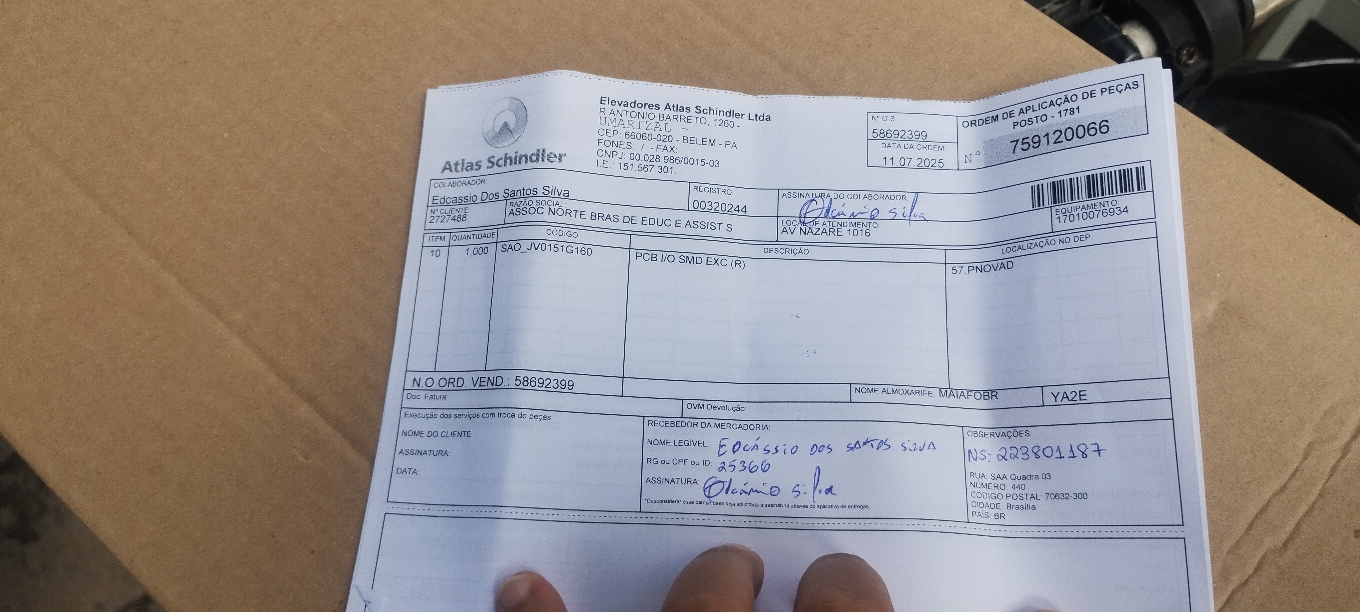 Atlas Schindler
Elevadores Atlas Schindler Ltda
R ANTONIO BARRETO, 1260 -
UMARIZAL -
CEP: 66060-020 - BELEM - PA
FONES: / - FAX:
CNPJ: 00.028.986/0015-03
I.E.: 151.567.301.
Nº O.S
58692399
DATA DA ORDEM
11.07.2025
ORDEM DE APLICAÇÃO DE PEÇAS
POSTO - 1781
Nº 759120066
COLABORADOR:
Edcassio Dos Santos Silva
REGISTRO
00320244
ASSINATURA DO COLABORADOR
EQUIPAMENTO
17010076934
Nº CLIENTE
2727488
RAZÃO SOCIAL
ASSOC NORTE BRAS DE EDUC E ASSIST S
LOCAL DE ATENDIMENTO
AV NAZARE 1016
ITEM QUANTIDADE CÓDIGO DESCRIÇÃO LOCALIZAÇÃO NO DEP
10 1,000 SAO_JV0151G160 PCB I/O SMD EXC (R) 57.PNOVAD
N.O ORD. VEND.: 58692399
NOME ALMOXARIFE: MAIAFOBR YA2E
Doc. Fatura:
OVM Devolução:
Execução dos serviços com troca de peças
NOME DO CLIENTE
ASSINATURA:
DATA:
RECEBEDOR DA MERCADORIA:
NOME LEGÍVEL: EDCÁSSIO DOS SANTOS SILVA
RG ou CPF ou ID: 25366
ASSINATURA:
OBSERVAÇÕES
NS: 223801187
RUA: SAA Quadra 03
NÚMERO: 440
CÓDIGO POSTAL: 70632-300
CIDADE: Brasília
PAÍS: BR